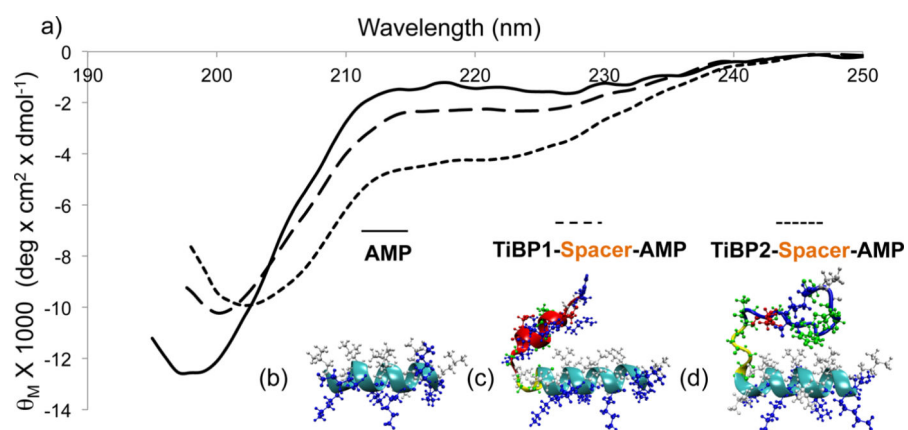 a)
Wavelength (nm)
190 200 210 220 230 240 250
0
-2
-4
-6
-8
-10
-12
-14
θM X 1000 (deg x cm² x dmol⁻¹)
AMP
TiBP1-Spacer-AMP
TiBP2-Spacer-AMP
(b)
(c)
(d)